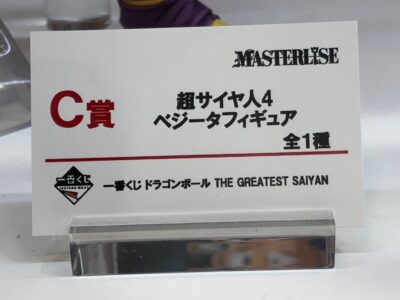 MASTERLISE
C賞
超サイヤ人4
ベジータフィギュア
全1種
一番くじ
一番くじ ドラゴンボール THE GREATEST SAIYAN